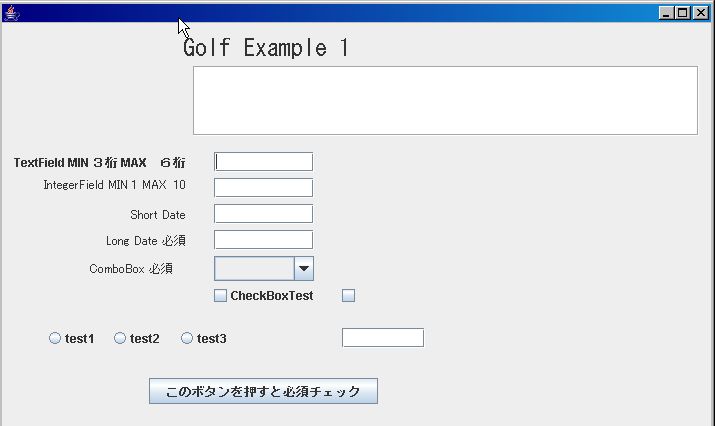 Golf Example 1
TextField MIN 3桁 MAX　6桁
IntegerField MIN 1 MAX 10
Short Date
Long Date 必須
ComboBox 必須
CheckBoxTest
test1 test2 test3
このボタンを押すと必須チェック